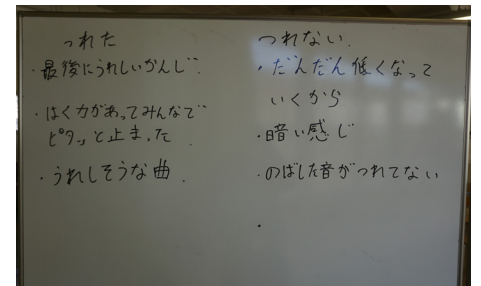 つれた
・最後にうれしいかんじ
・はく力があってみんなで
ピタッと止まった
・うれしそうな曲
つれない
・だんだん低くなって
いくから
・暗い感じ
・のばした音がつれてない
・